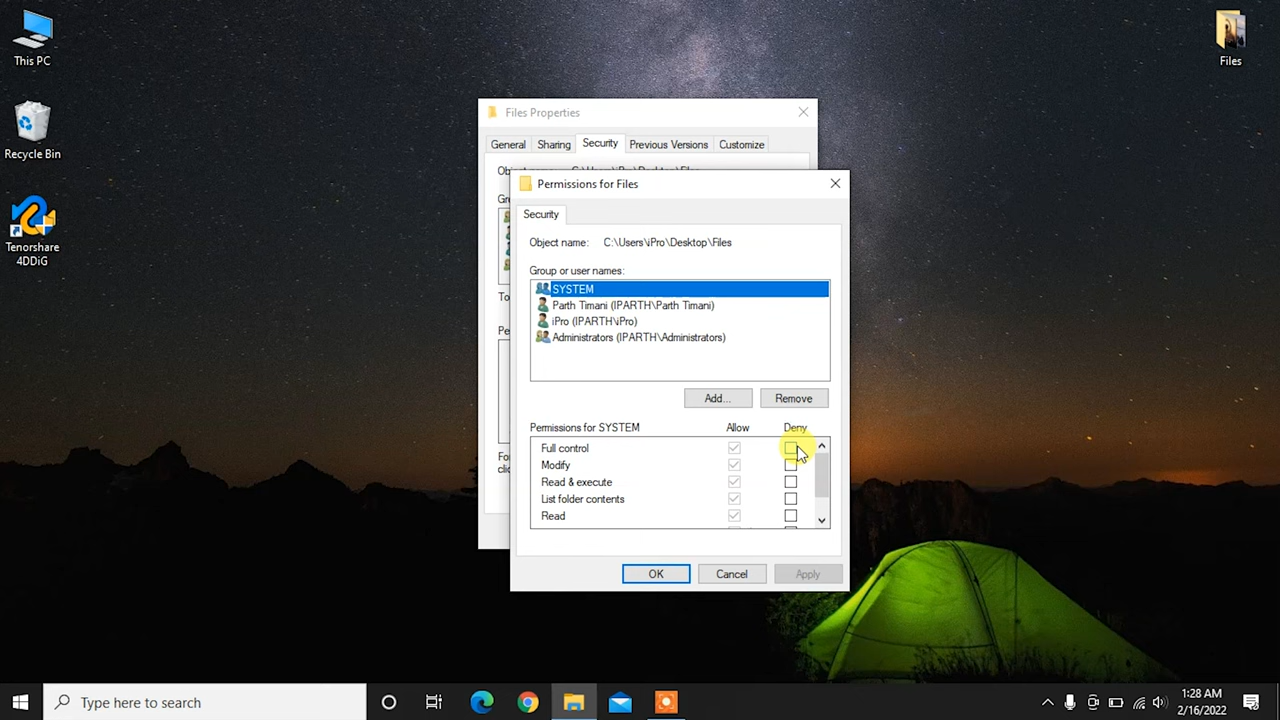 This PC
Recycle Bin
Tenorshare
4DDiG
Files
Files Properties
General Sharing Security Previous Versions Customize
Permissions for Files
Security
Object name: C:\Users\iPro\Desktop\Files
Group or user names:
SYSTEM
Parth Timani (IPARTH\Parth Timani)
iPro (IPARTH\iPro)
Administrators (IPARTH\Administrators)
Add... Remove
Permissions for SYSTEM Allow Deny
Full control
Modify
Read & execute
List folder contents
Read
OK Cancel Apply
Type here to search
1:28 AM
2/16/2022